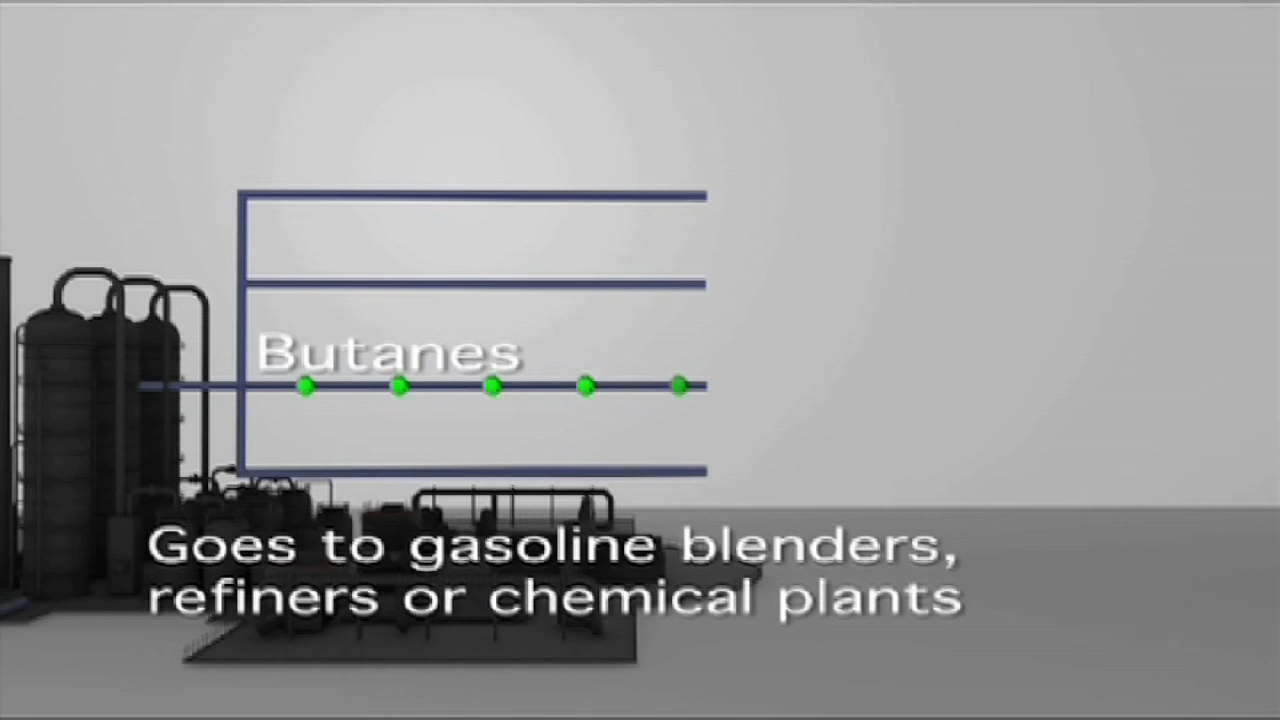 Butanes
Goes to gasoline blenders,
refiners or chemical plants